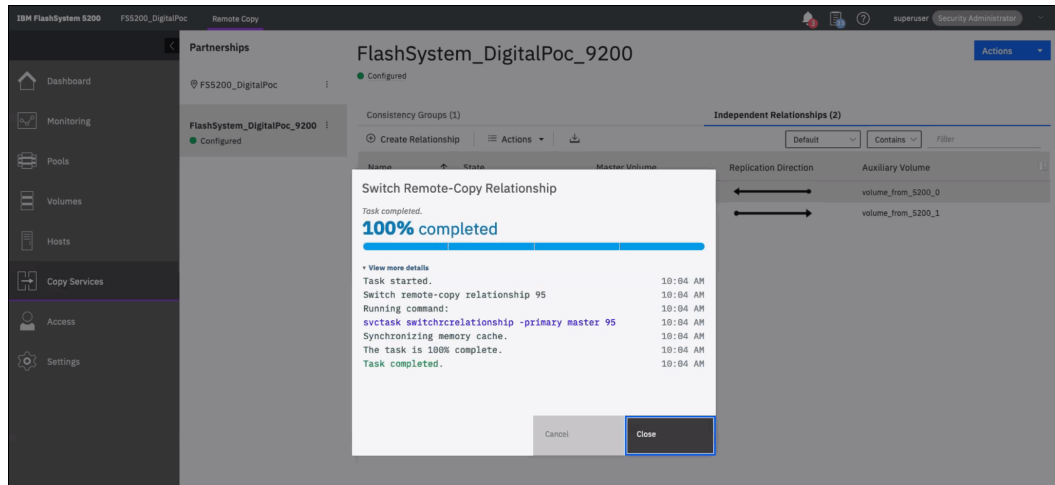 IBM FlashSystem 5200 FS5200_DigitalPoc Remote Copy superuser Security Administrator
Dashboard
Monitoring
Pools
Volumes
Hosts
Copy Services
Access
Settings
Partnerships
FS5200_DigitalPoc
FlashSystem_DigitalPoc_9200
Configured
FlashSystem_DigitalPoc_9200
Configured
Actions
Consistency Groups (1) Independent Relationships (2)
Create Relationship Actions Default Contains Filter
Name State Master Volume Replication Direction Auxiliary Volume
volume_from_5200_0
volume_from_5200_1
Switch Remote-Copy Relationship
Task completed.
100% completed
View more details
Task started. 10:04 AM
Switch remote-copy relationship 95 10:04 AM
Running command: 10:04 AM
svctask switchrcrelationship -primary master 95 10:04 AM
Synchronizing memory cache. 10:04 AM
The task is 100% complete. 10:04 AM
Task completed. 10:04 AM
Cancel Close